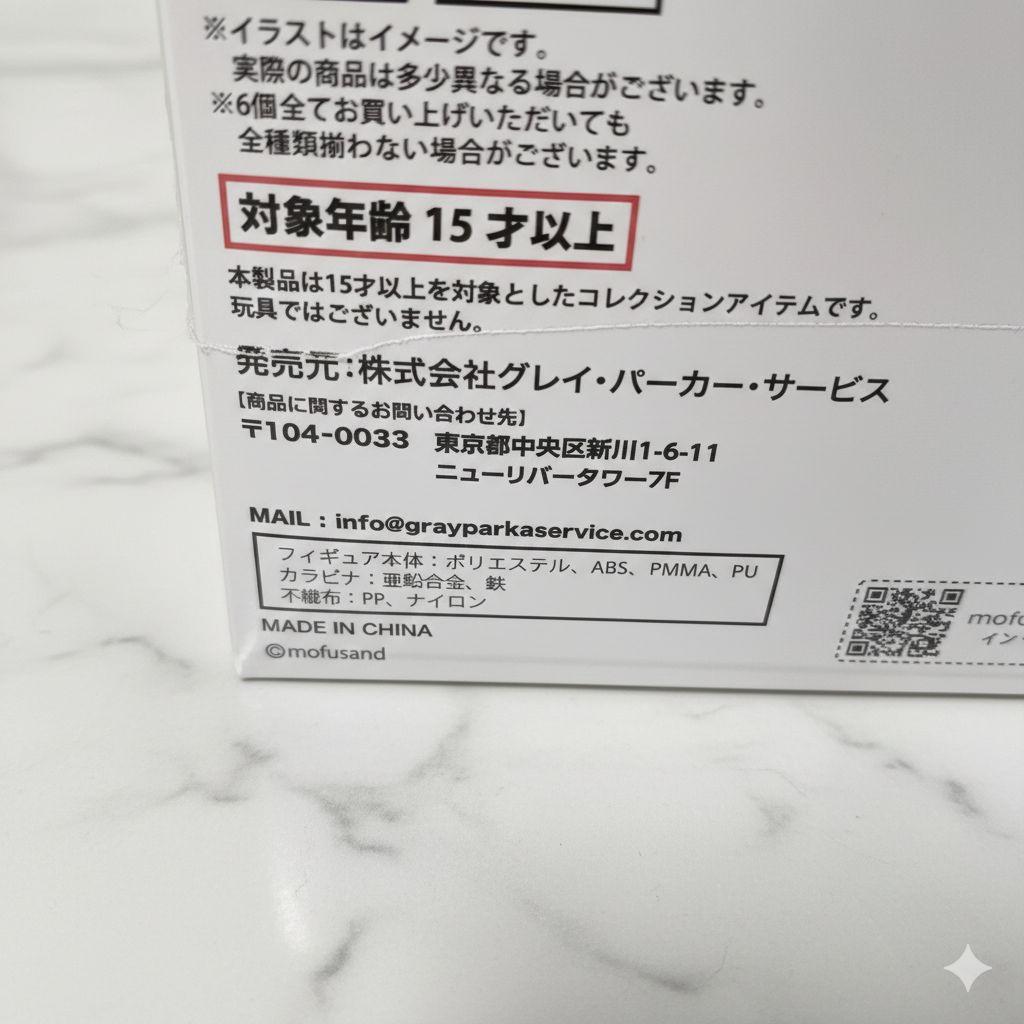 ※イラストはイメージです。
実際の商品は多少異なる場合がございます。
※6個全てお買い上げいただいても
全種類揃わない場合がございます。
対象年齢 15 才以上
本製品は15才以上を対象としたコレクションアイテムです。
玩具ではございません。
発売元：株式会社グレイ・パーカー・サービス
【商品に関するお問い合わせ先】
〒104-0033 東京都中央区新川1-6-11
ニューリバータワー7F
MAIL : info@grayparkaservice.com
フィギュア本体：ポリエステル、ABS、PMMA、PU
カラビナ：亜鉛合金、鉄
不織布：PP、ナイロン
MADE IN CHINA
©mofusand